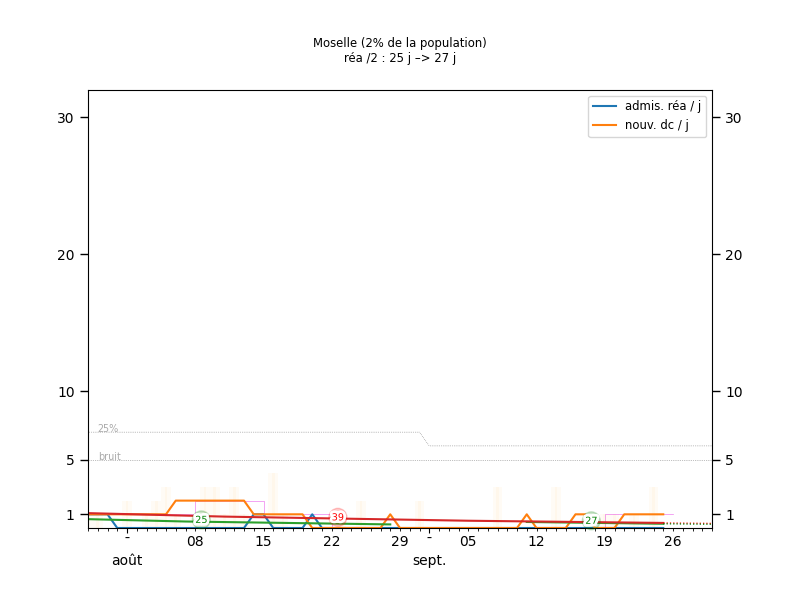 Moselle (2% de la population)
réa /2 : 25 j –> 27 j
admis. réa / j
nouv. dc / j
30 30
20 20
10 10
25%
5 bruit 5
1 25 39 27 1
- 08 15 22 29 - 05 12 19 26
août sept.